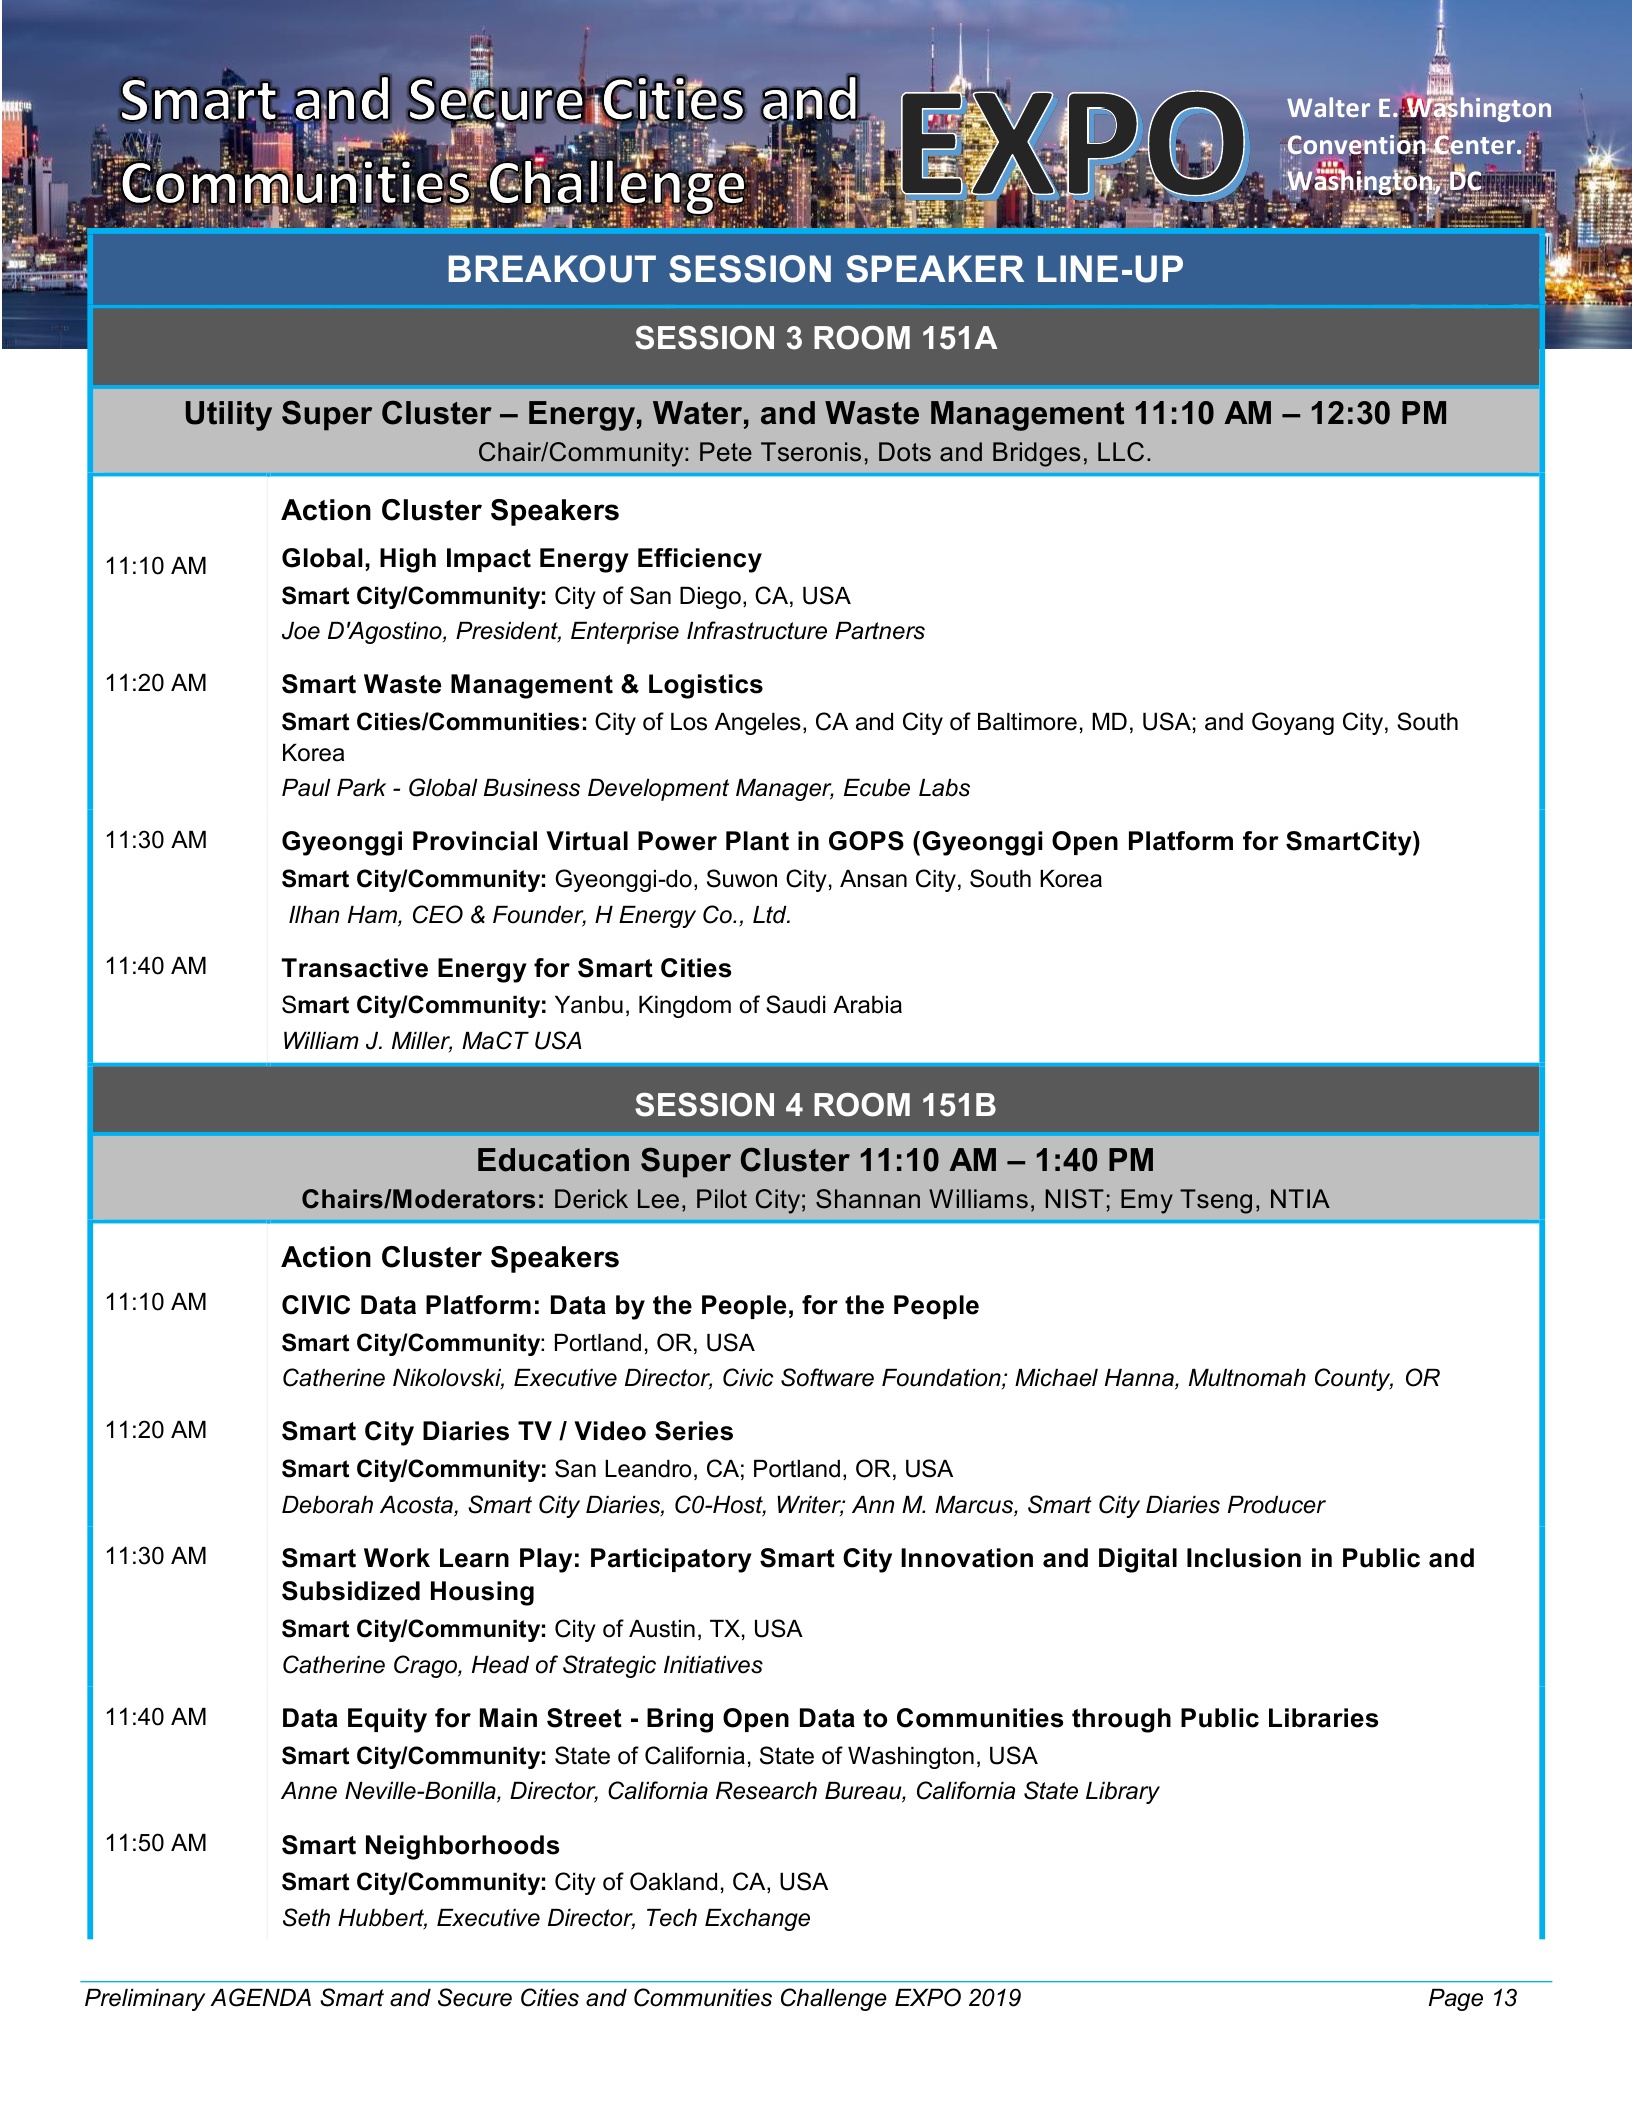 Smart and Secure Cities and
Communities Challenge
EXPO
Walter E. Washington
Convention Center.
Washington, DC
BREAKOUT SESSION SPEAKER LINE-UP
SESSION 3 ROOM 151A
Utility Super Cluster – Energy, Water, and Waste Management 11:10 AM – 12:30 PM
Chair/Community: Pete Tseronis, Dots and Bridges, LLC.
Action Cluster Speakers
11:10 AM
Global, High Impact Energy Efficiency
Smart City/Community: City of San Diego, CA, USA
Joe D'Agostino, President, Enterprise Infrastructure Partners
11:20 AM
Smart Waste Management & Logistics
Smart Cities/Communities: City of Los Angeles, CA and City of Baltimore, MD, USA; and Goyang City, South
Korea
Paul Park - Global Business Development Manager, Ecube Labs
11:30 AM
Gyeonggi Provincial Virtual Power Plant in GOPS (Gyeonggi Open Platform for SmartCity)
Smart City/Community: Gyeonggi-do, Suwon City, Ansan City, South Korea
Ilhan Ham, CEO & Founder, H Energy Co., Ltd.
11:40 AM
Transactive Energy for Smart Cities
Smart City/Community: Yanbu, Kingdom of Saudi Arabia
William J. Miller, MaCT USA
SESSION 4 ROOM 151B
Education Super Cluster 11:10 AM – 1:40 PM
Chairs/Moderators: Derick Lee, Pilot City; Shannan Williams, NIST; Emy Tseng, NTIA
Action Cluster Speakers
11:10 AM
CIVIC Data Platform: Data by the People, for the People
Smart City/Community: Portland, OR, USA
Catherine Nikolovski, Executive Director, Civic Software Foundation; Michael Hanna, Multnomah County, OR
11:20 AM
Smart City Diaries TV / Video Series
Smart City/Community: San Leandro, CA; Portland, OR, USA
Deborah Acosta, Smart City Diaries, C0-Host, Writer; Ann M. Marcus, Smart City Diaries Producer
11:30 AM
Smart Work Learn Play: Participatory Smart City Innovation and Digital Inclusion in Public and
Subsidized Housing
Smart City/Community: City of Austin, TX, USA
Catherine Crago, Head of Strategic Initiatives
11:40 AM
Data Equity for Main Street - Bring Open Data to Communities through Public Libraries
Smart City/Community: State of California, State of Washington, USA
Anne Neville-Bonilla, Director, California Research Bureau, California State Library
11:50 AM
Smart Neighborhoods
Smart City/Community: City of Oakland, CA, USA
Seth Hubbert, Executive Director, Tech Exchange
Preliminary AGENDA Smart and Secure Cities and Communities Challenge EXPO 2019
Page 13